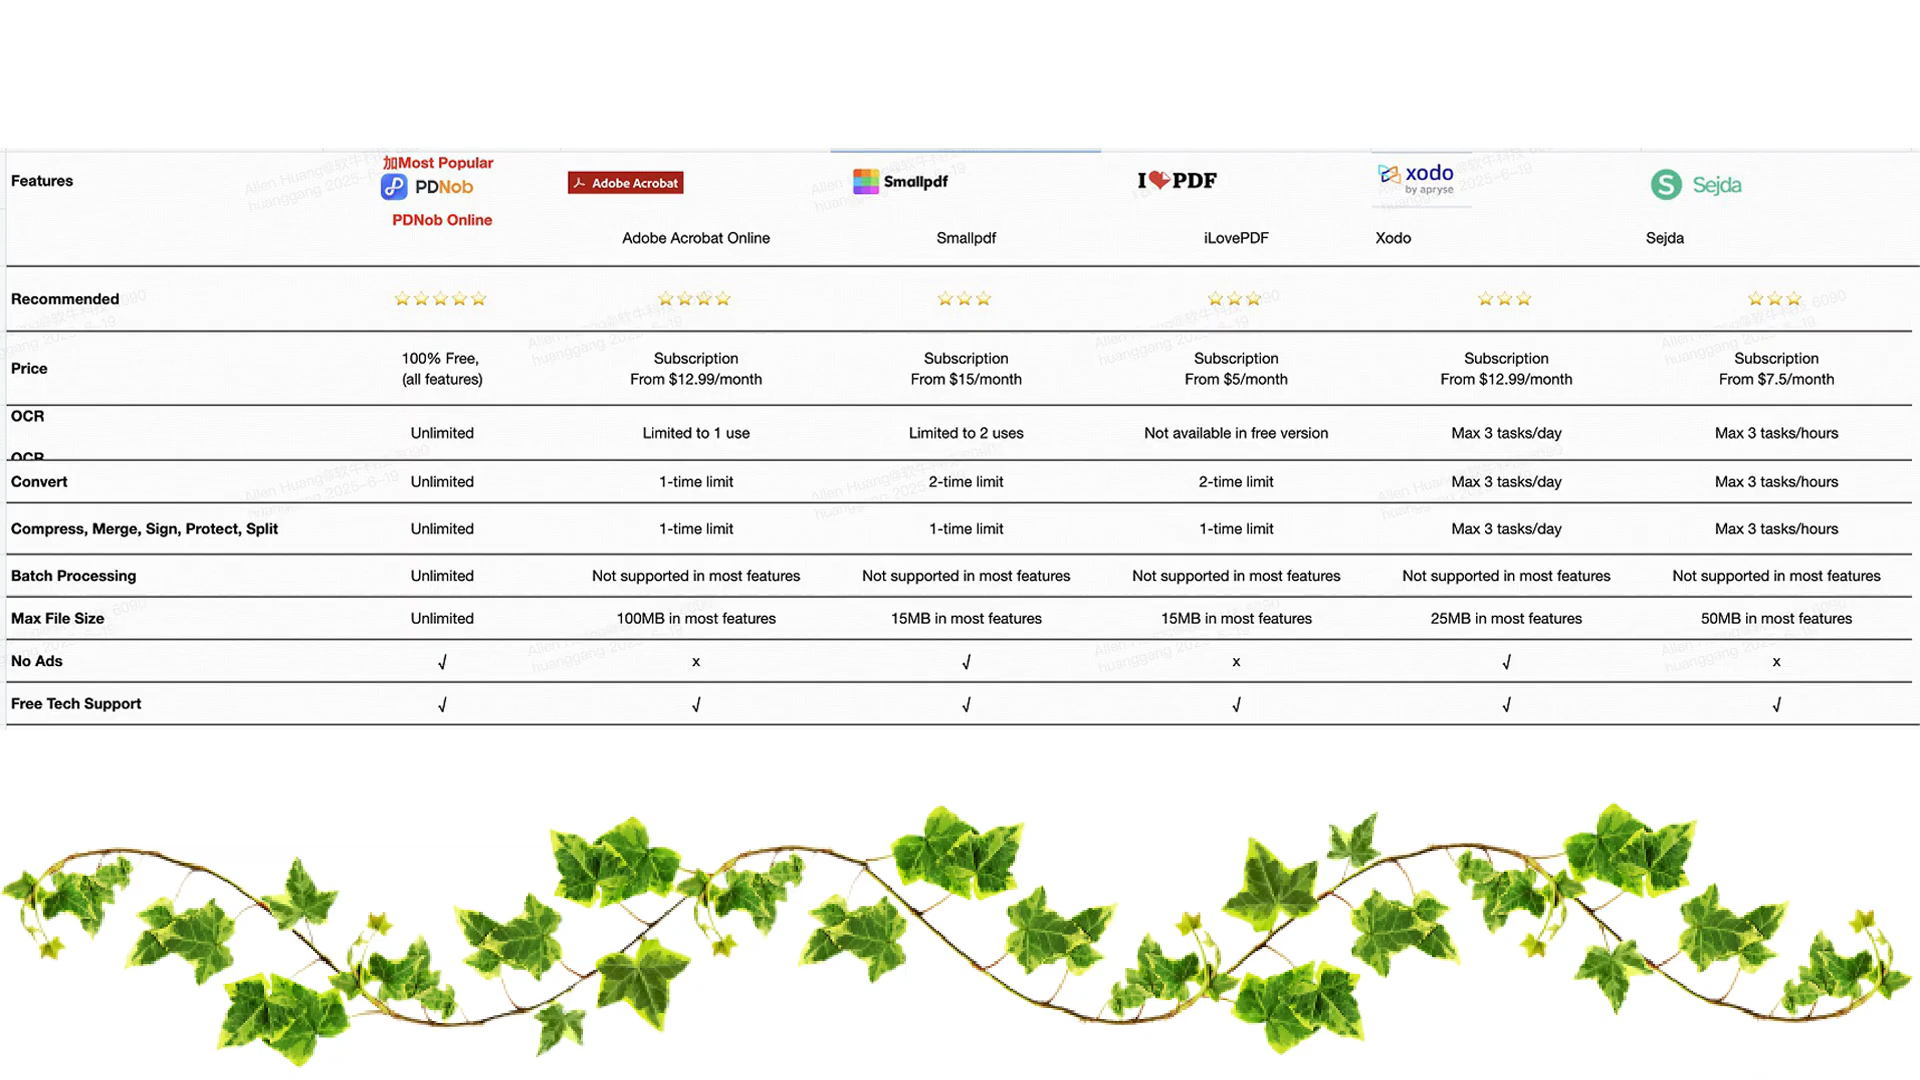 Features
加Most Popular
PDNob
PDNob Online
Adobe Acrobat
Adobe Acrobat Online
Smallpdf
Smallpdf
I PDF
iLovePDF
xodo
by apryse
Xodo
Sejda
Sejda
Recommended
Price
100% Free,
(all features)
Subscription
From $12.99/month
Subscription
From $15/month
Subscription
From $5/month
Subscription
From $12.99/month
Subscription
From $7.5/month
OCR
OCR
Unlimited
Limited to 1 use
Limited to 2 uses
Not available in free version
Max 3 tasks/day
Max 3 tasks/hours
Convert
Unlimited
1-time limit
2-time limit
2-time limit
Max 3 tasks/day
Max 3 tasks/hours
Compress, Merge, Sign, Protect, Split
Unlimited
1-time limit
1-time limit
1-time limit
Max 3 tasks/day
Max 3 tasks/hours
Batch Processing
Unlimited
Not supported in most features
Not supported in most features
Not supported in most features
Not supported in most features
Not supported in most features
Max File Size
Unlimited
100MB in most features
15MB in most features
15MB in most features
25MB in most features
50MB in most features
No Ads
√
x
√
x
√
x
Free Tech Support
√
√
√
√
√
√